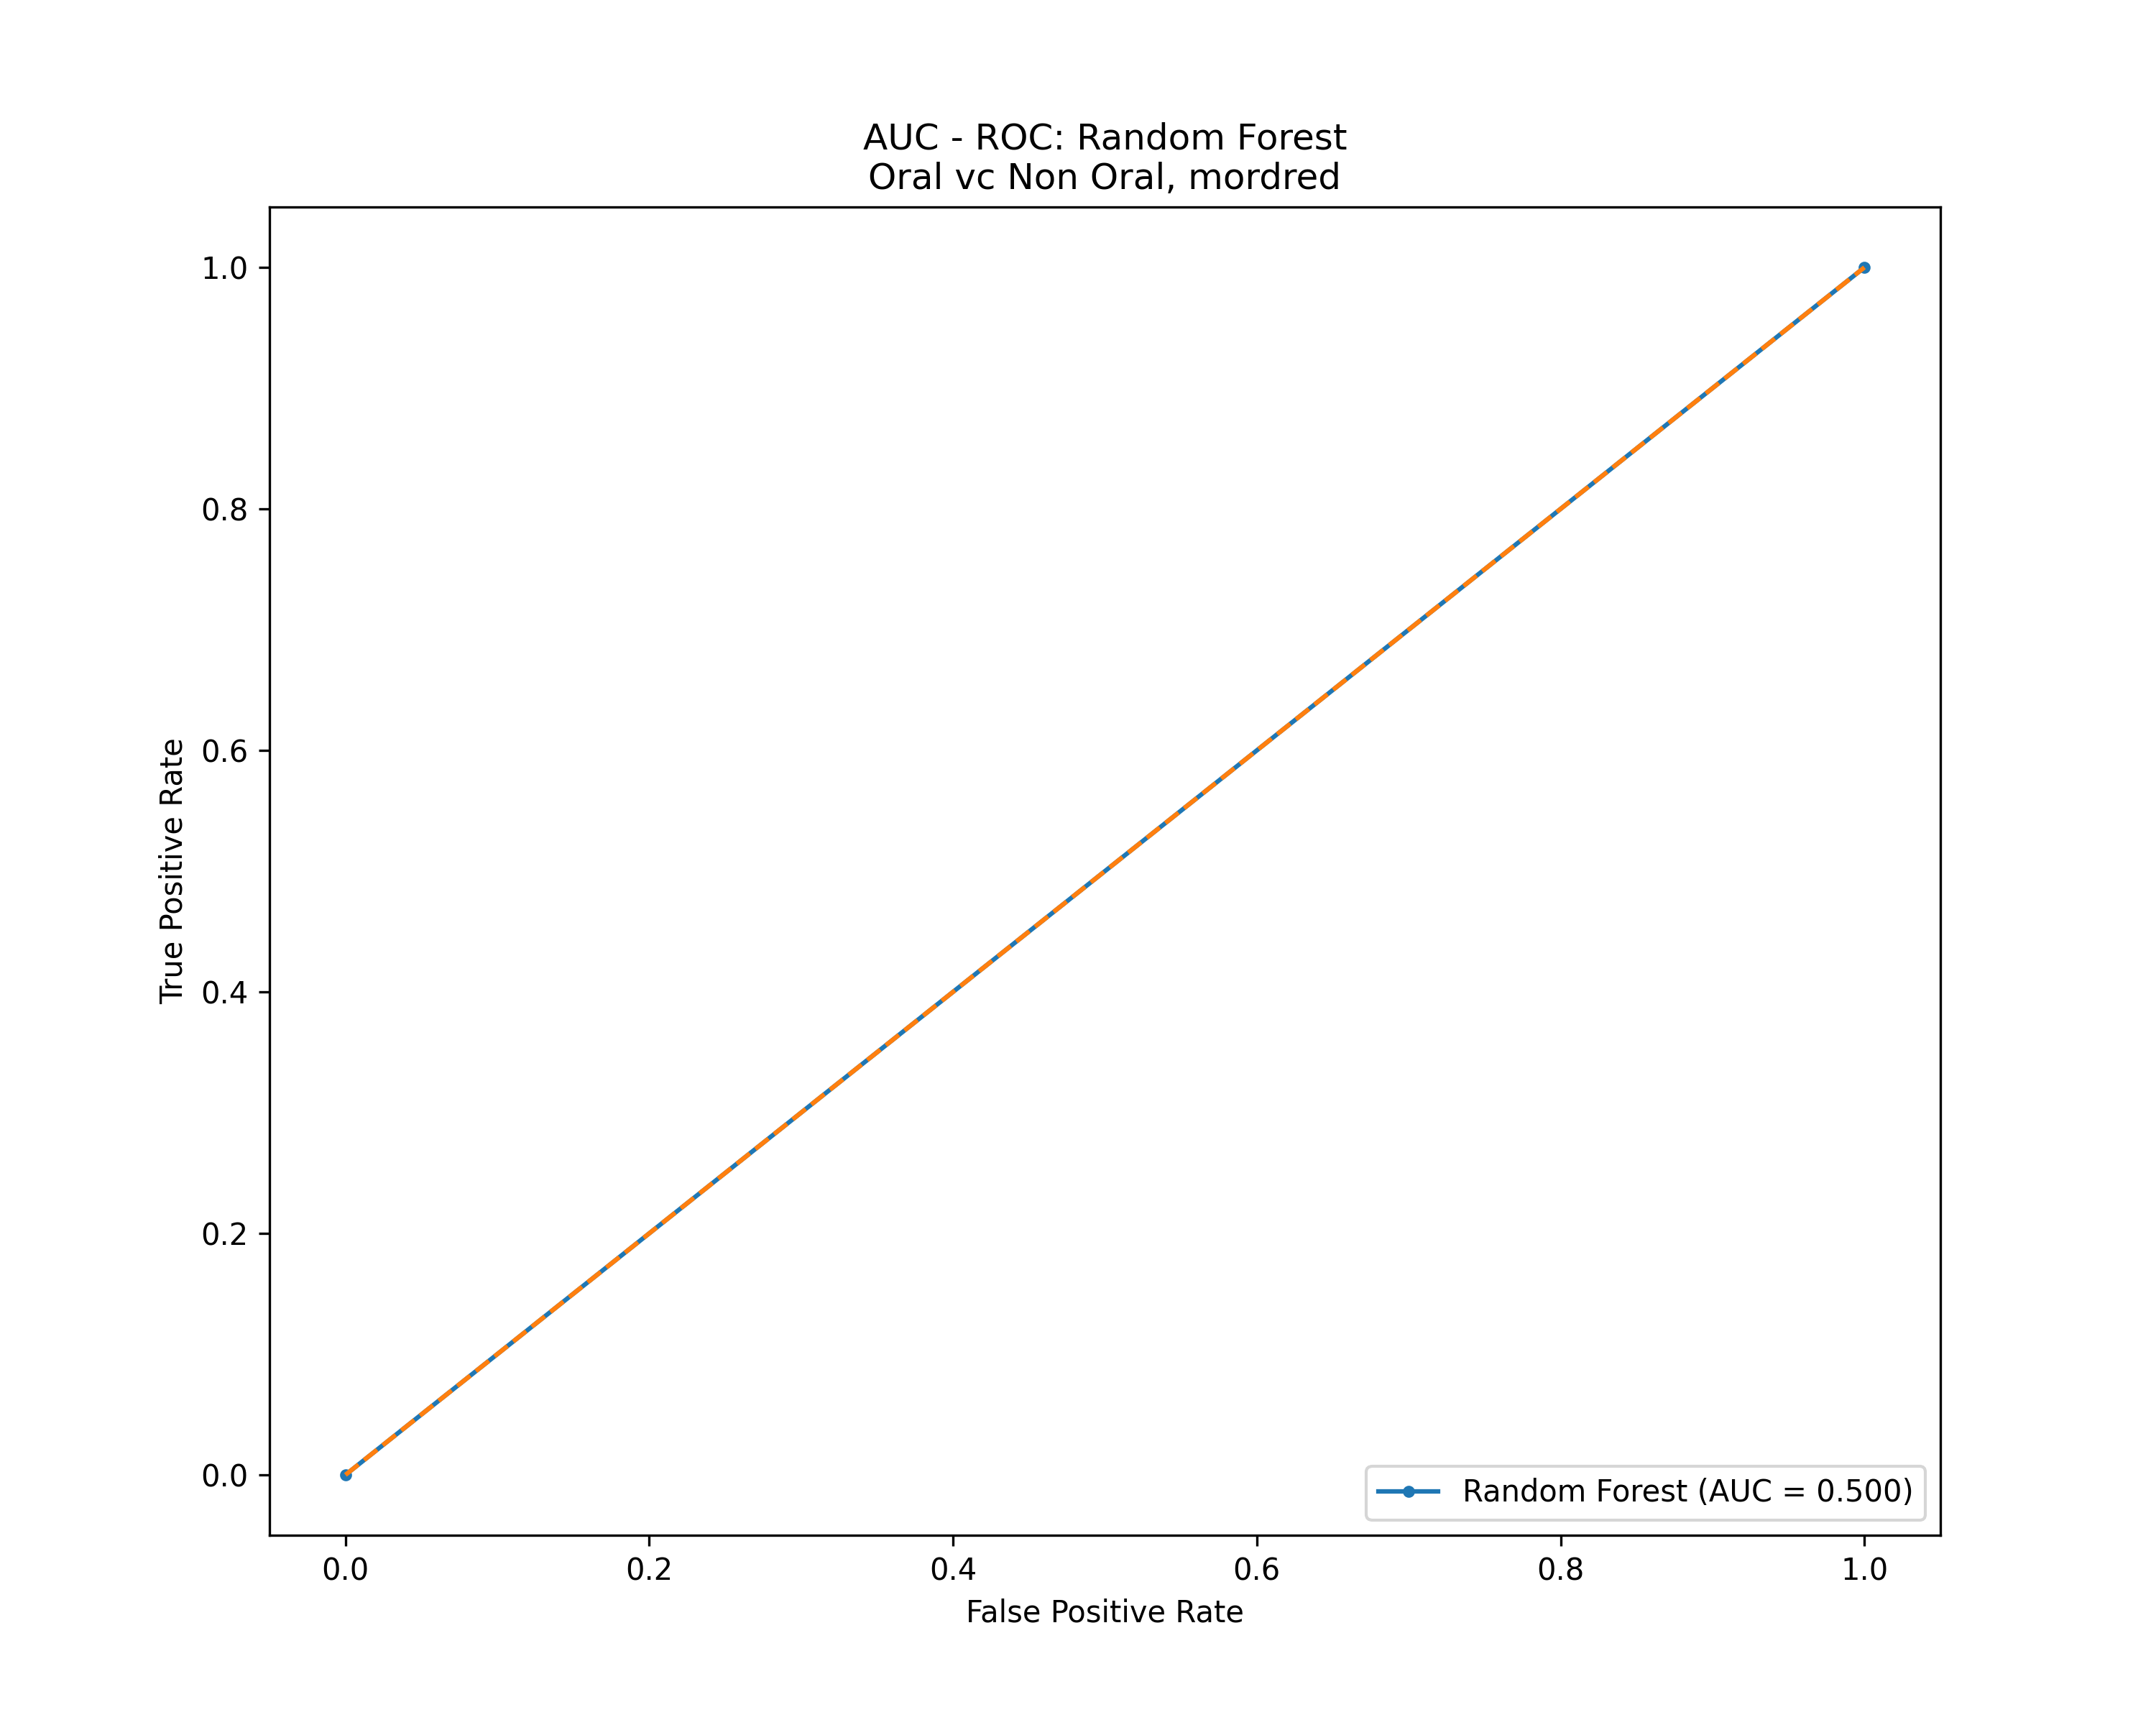 AUC - ROC: Random Forest
Oral vc Non Oral, mordred
True Positive Rate
1.0
0.8
0.6
0.4
0.2
0.0
Random Forest (AUC = 0.500)
0.0 0.2 0.4 0.6 0.8 1.0
False Positive Rate